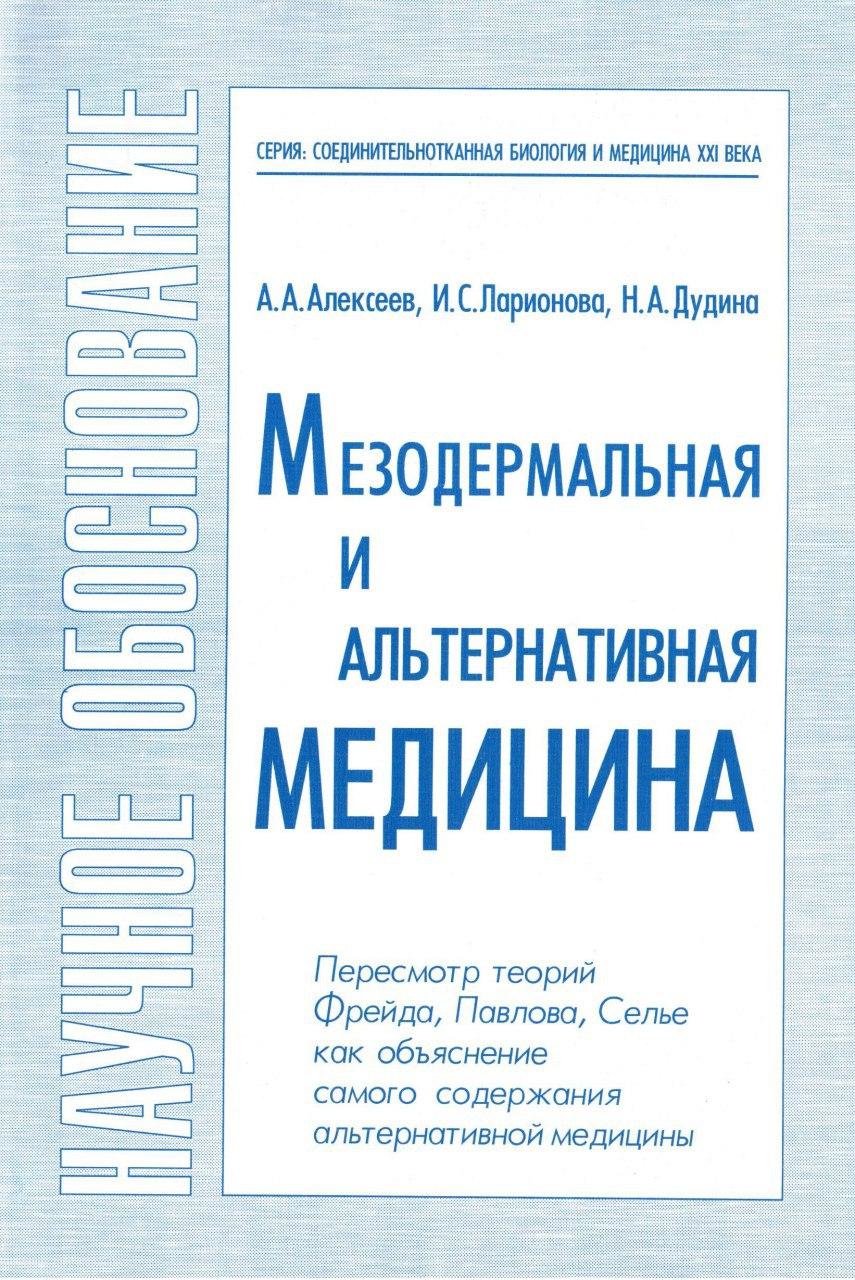 НАУЧНОЕ ОБОСНОВАНИЕ
СЕРИЯ: СОЕДИНИТЕЛЬНОТКАННАЯ БИОЛОГИЯ И МЕДИЦИНА XXI ВЕКА
А.А.Алексеев, И.С.Ларионова, Н.А.Дудина
МЕЗОДЕРМАЛЬНАЯ
И
АЛЬТЕРНАТИВНАЯ
МЕДИЦИНА
Пересмотр теорий
Фрейда, Павлова, Селье
как объяснение
самого содержания
альтернативной медицины